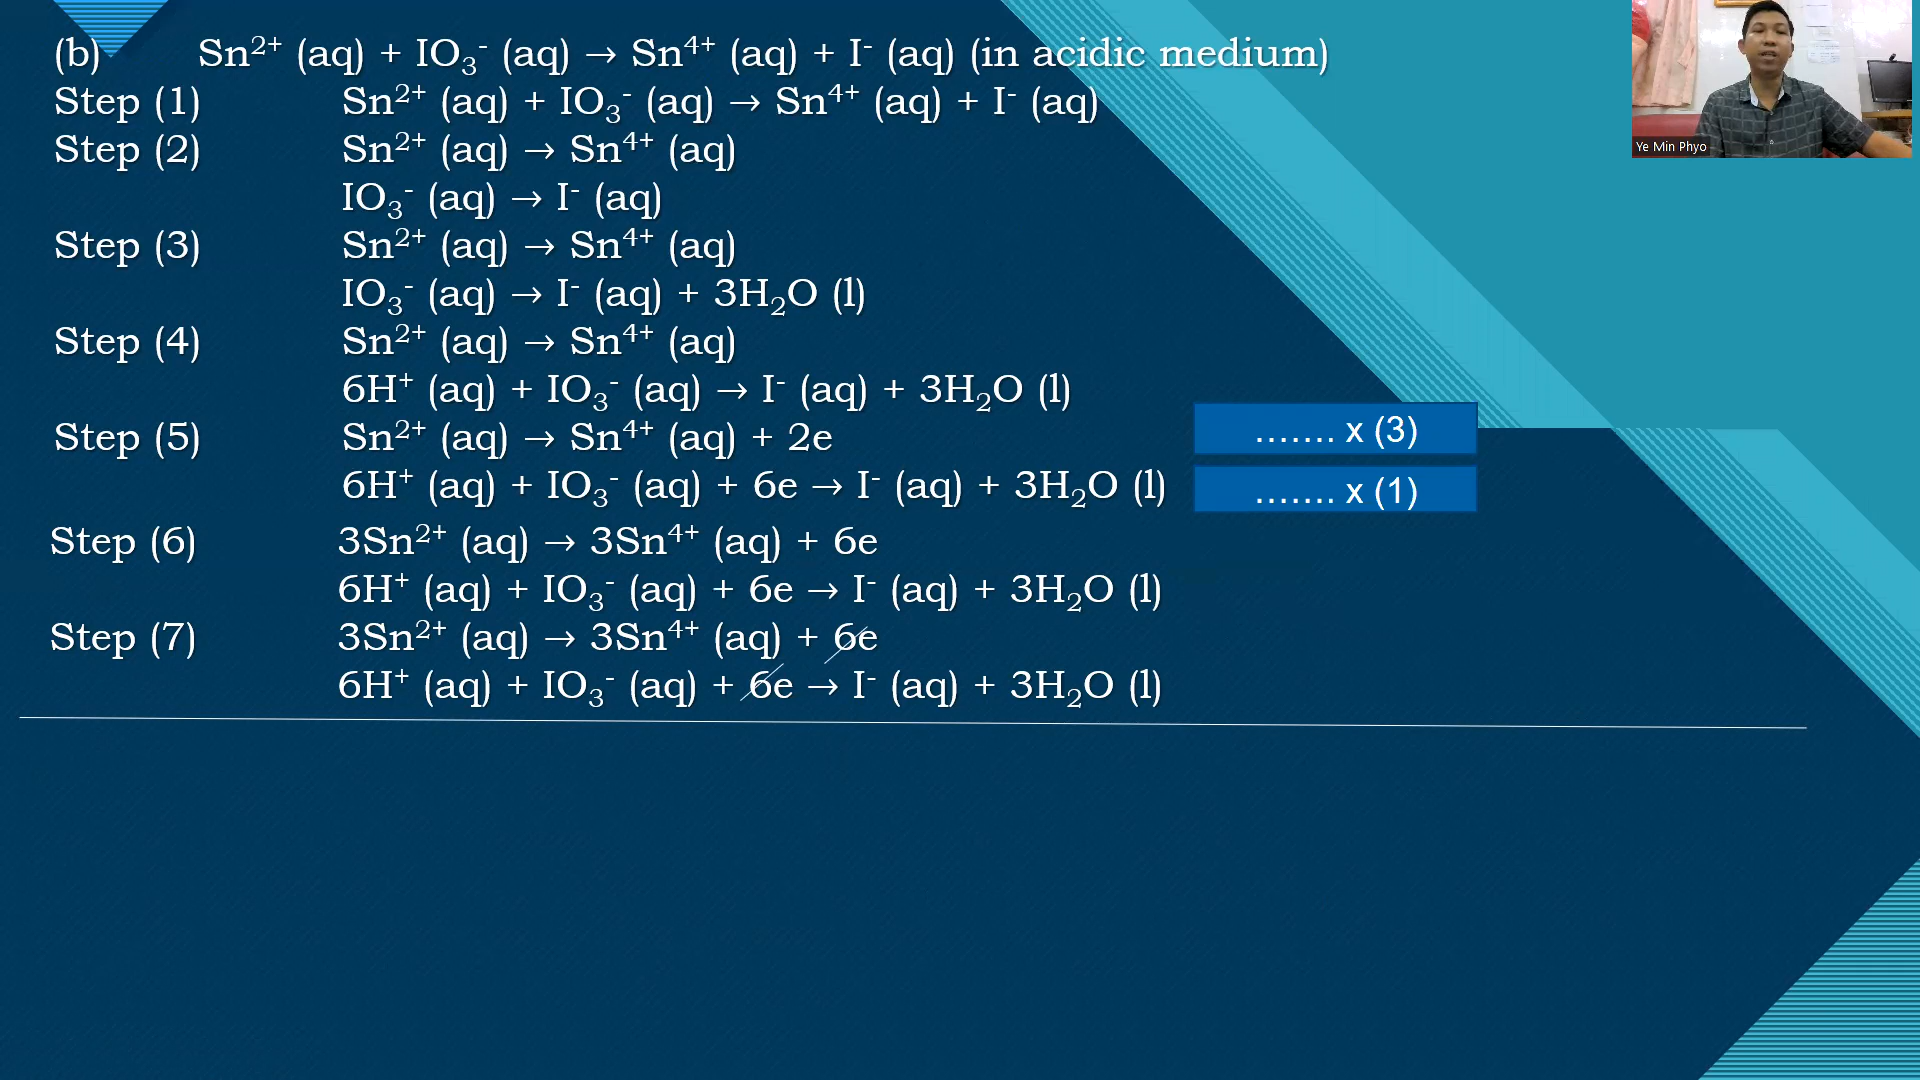 (b) Sn²⁺ (aq) + IO₃⁻ (aq) → Sn⁴⁺ (aq) + I⁻ (aq) (in acidic medium)
Step (1) Sn²⁺ (aq) + IO₃⁻ (aq) → Sn⁴⁺ (aq) + I⁻ (aq)
Step (2) Sn²⁺ (aq) → Sn⁴⁺ (aq)
IO₃⁻ (aq) → I⁻ (aq)
Step (3) Sn²⁺ (aq) → Sn⁴⁺ (aq)
IO₃⁻ (aq) → I⁻ (aq) + 3H₂O (l)
Step (4) Sn²⁺ (aq) → Sn⁴⁺ (aq)
6H⁺ (aq) + IO₃⁻ (aq) → I⁻ (aq) + 3H₂O (l)
Step (5) Sn²⁺ (aq) → Sn⁴⁺ (aq) + 2e ....... x (3)
6H⁺ (aq) + IO₃⁻ (aq) + 6e → I⁻ (aq) + 3H₂O (l) ....... x (1)
Step (6) 3Sn²⁺ (aq) → 3Sn⁴⁺ (aq) + 6e
6H⁺ (aq) + IO₃⁻ (aq) + 6e → I⁻ (aq) + 3H₂O (l)
Step (7) 3Sn²⁺ (aq) → 3Sn⁴⁺ (aq) + 6e
6H⁺ (aq) + IO₃⁻ (aq) + 6e → I⁻ (aq) + 3H₂O (l)
Ye Min Phyo